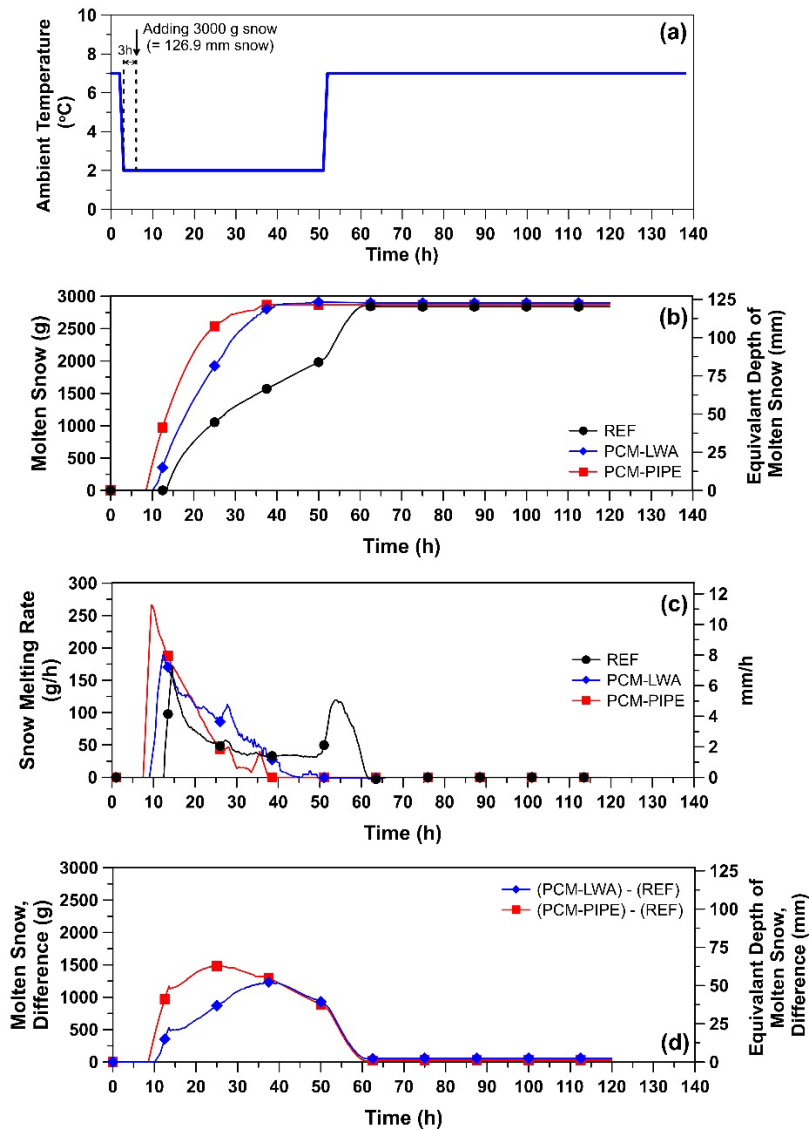 (a)
Adding 3000 g snow
(= 126.9 mm snow)
3h
Ambient Temperature
(°C)
10
8
6
4
2
0
0 10 20 30 40 50 60 70 80 90 100 110 120 130 140
Time (h)
(b)
Molten Snow (g)
3000
2500
2000
1500
1000
500
0
Equivalant Depth of
Molten Snow (mm)
125
100
75
50
25
0
REF
PCM-LWA
PCM-PIPE
0 10 20 30 40 50 60 70 80 90 100 110 120 130 140
Time (h)
(c)
Snow Melting Rate
(g/h)
300
250
200
150
100
50
0
mm/h
12
10
8
6
4
2
0
REF
PCM-LWA
PCM-PIPE
0 10 20 30 40 50 60 70 80 90 100 110 120 130 140
Time (h)
(PCM-LWA) - (REF)
(PCM-PIPE) - (REF)
Molten Snow,
Difference (g)
3000
2500
2000
1500
1000
500
0
Equivalent Depth of
Molten Snow,
Difference (mm)
125
100
75
50
25
0
(d)
0 10 20 30 40 50 60 70 80 90 100 110 120 130 140
Time (h)